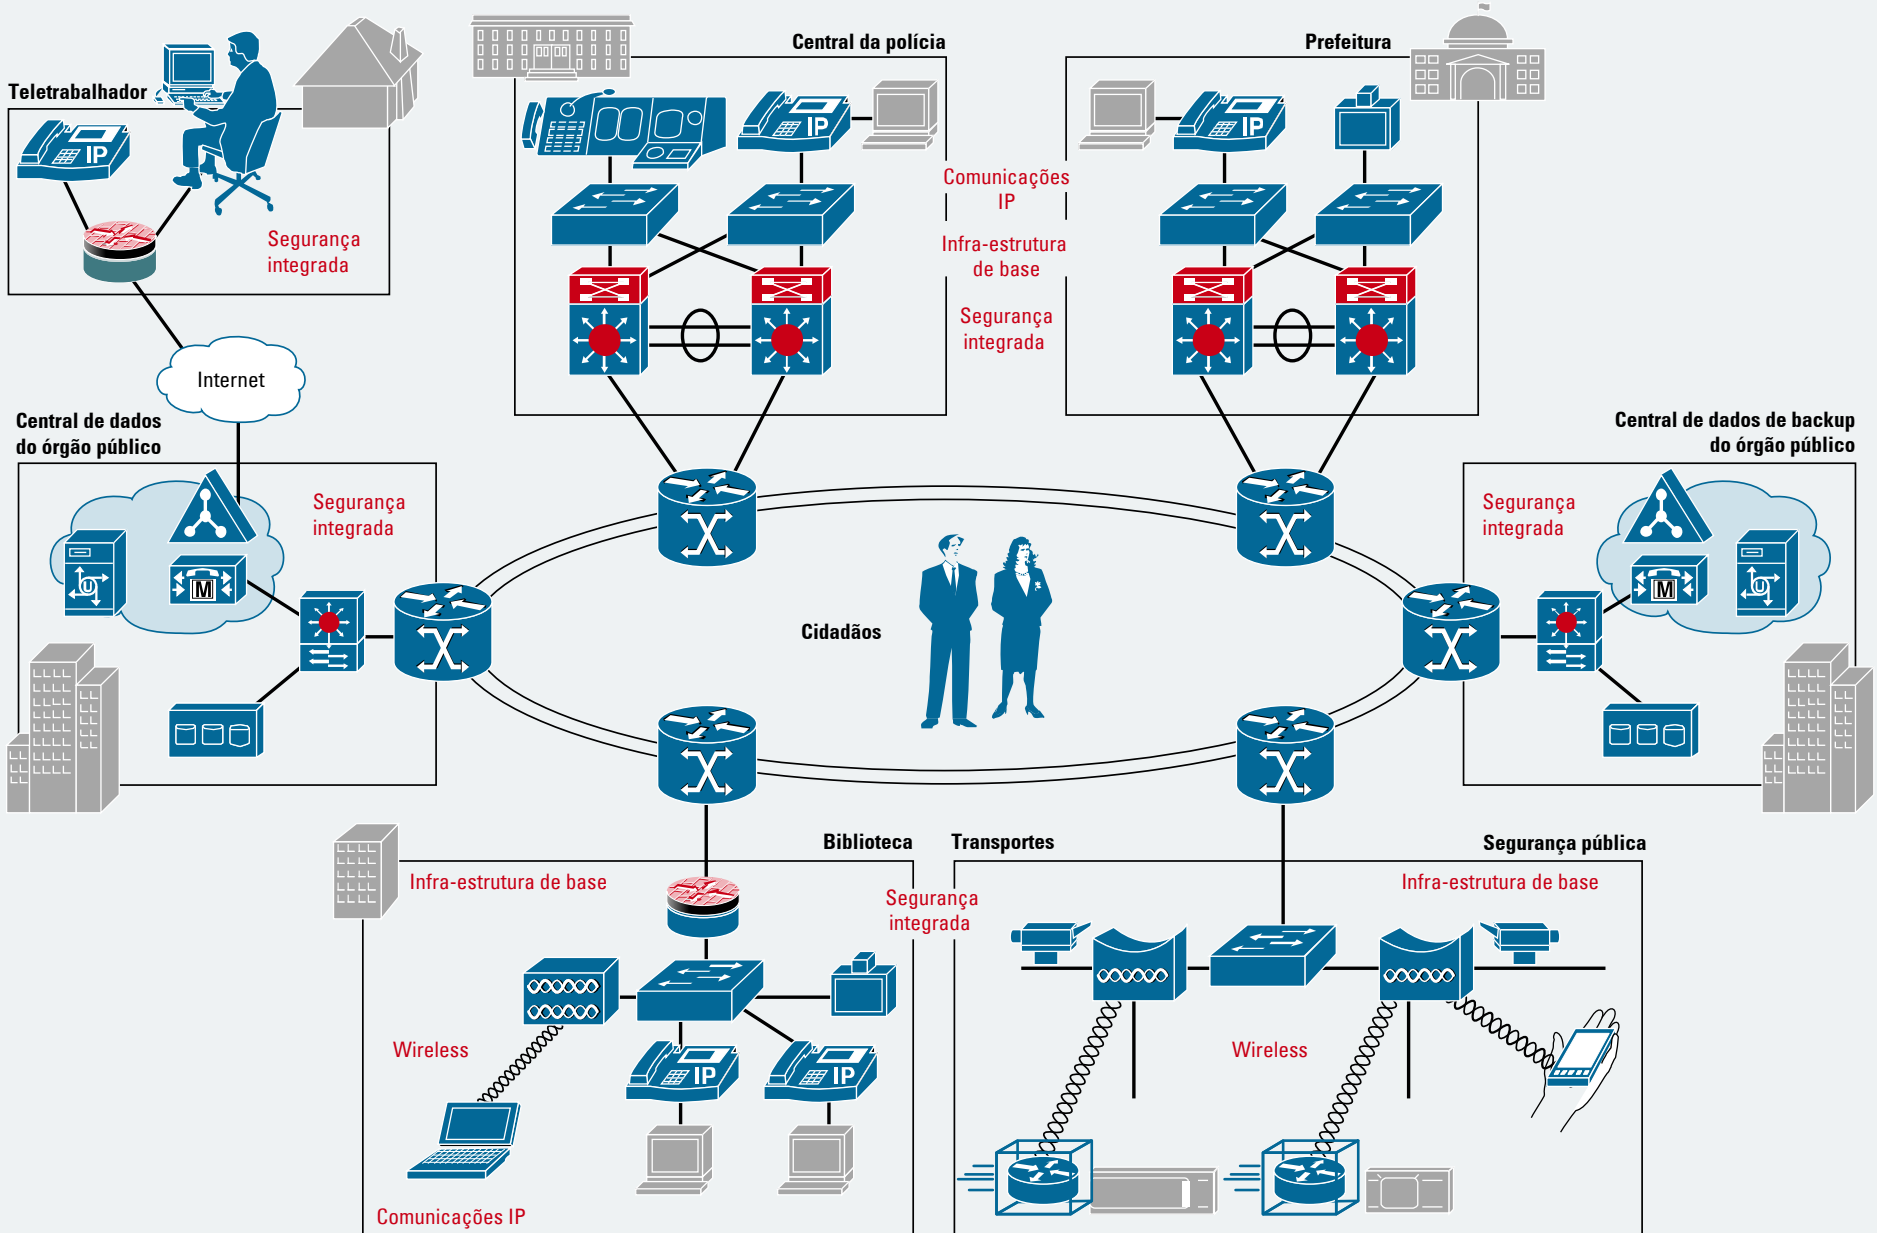 Central da polícia
Prefeitura
Teletrabalhador
IP
IP
IP
Comunicações
IP
Segurança
integrada
Infra-estrutura
de base
Segurança
integrada
Internet
Central de dados
do órgão público
Central de dados de backup
do órgão público
Segurança
integrada
Segurança
integrada
U
M
M
U
Cidadãos
Biblioteca
Transportes
Segurança pública
Infra-estrutura de base
Segurança
integrada
Infra-estrutura de base
Wireless
Wireless
IP
IP
Comunicações IP